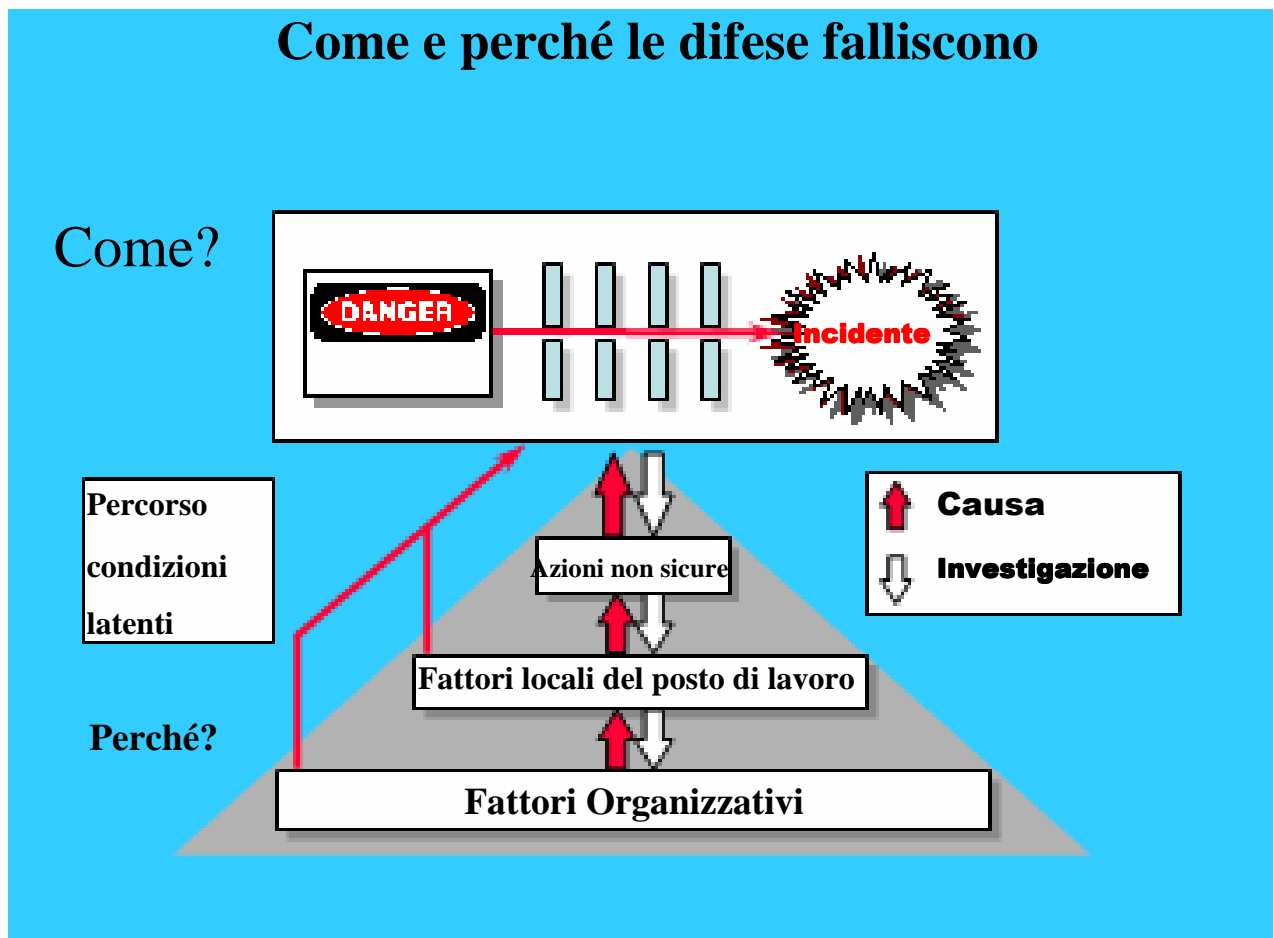 Come e perché le difese falliscono
Come?
DANGER
Incidente
Percorso
condizioni
latenti
Causa
Investigazione
Azioni non sicure
Fattori locali del posto di lavoro
Perché?
Fattori Organizzativi